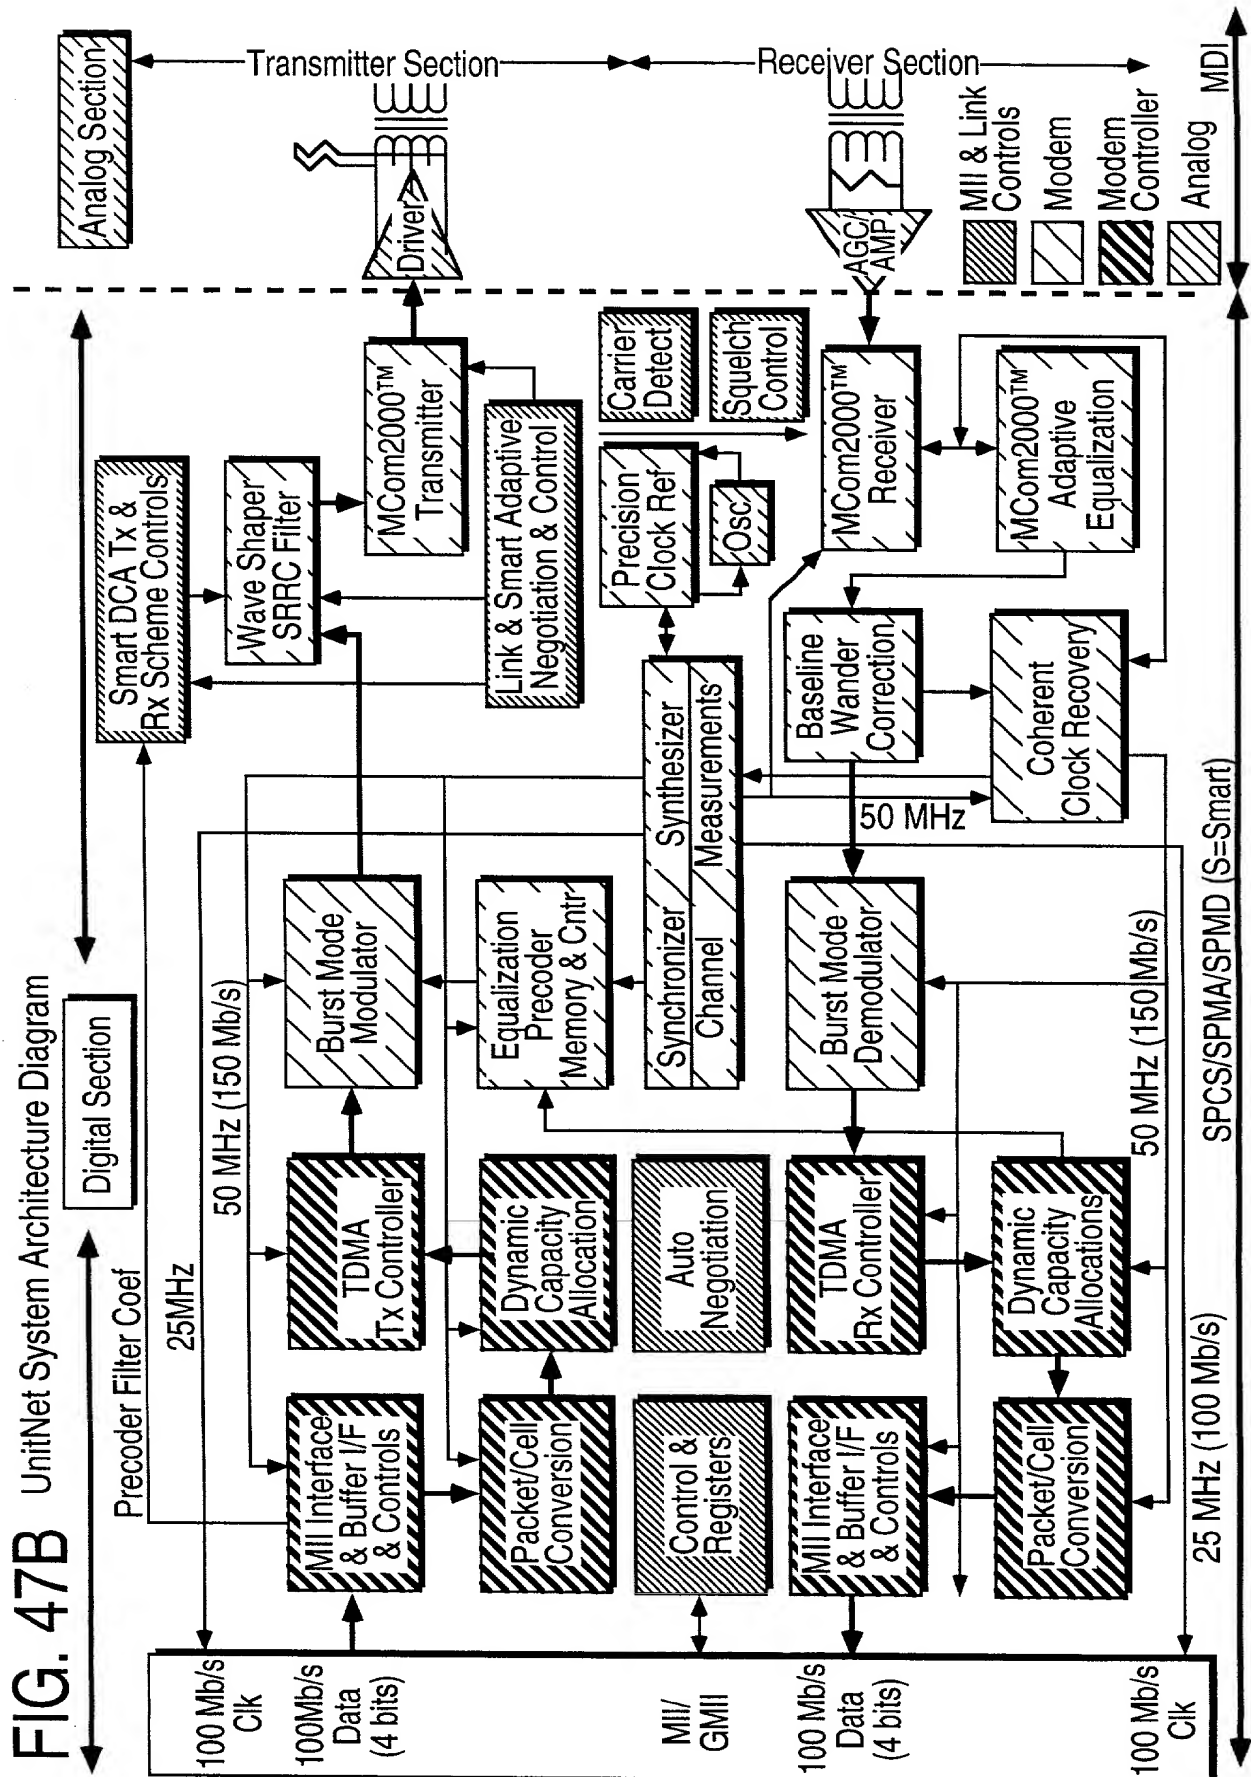 FIG. 47B
UnitNet System Architecture Diagram
Digital Section
Analog Section
Precoder Filter Coef
25MHz
50 MHz (150 Mb/s)
Smart DCA Tx &
Rx Scheme Controls
100 Mb/s
Clk
100Mb/s
Data
(4 bits)
MII Interface
& Buffer I/F
& Controls
TDMA
Tx Controller
Burst Mode
Modulator
Wave Shaper
SRRC Filter
MCom2000™
Transmitter
Driver
Transmitter Section
Packet/Cell
Conversion
Dynamic
Capacity
Allocation
Equalization
Precoder
Memory & Cntr
Link & Smart Adaptive
Negotiation & Control
MII/
GMII
Control &
Registers
Auto
Negotiation
Synchronizer Synthesizer
Channel Measurements
Precision
Clock Ref
Osc
Carrier
Detect
Squelch
Control
100 Mb/s
Data
(4 bits)
MII Interface
& Buffer I/F
& Controls
TDMA
Rx Controller
Burst Mode
Demodulator
50 MHz
Baseline
Wander
Correction
MCom2000™
Receiver
AGC/
AMP
Receiver Section
Packet/Cell
Conversion
Dynamic
Capacity
Allocations
Coherent
Clock Recovery
MCom2000™
Adaptive
Equalization
50 MHz (150 Mb/s)
100 Mb/s
Clk
25 MHz (100 Mb/s)
MII & Link
Controls
Modem
Modem
Controller
Analog
SPCS/SPMA/SPMD (S=Smart)
MDI